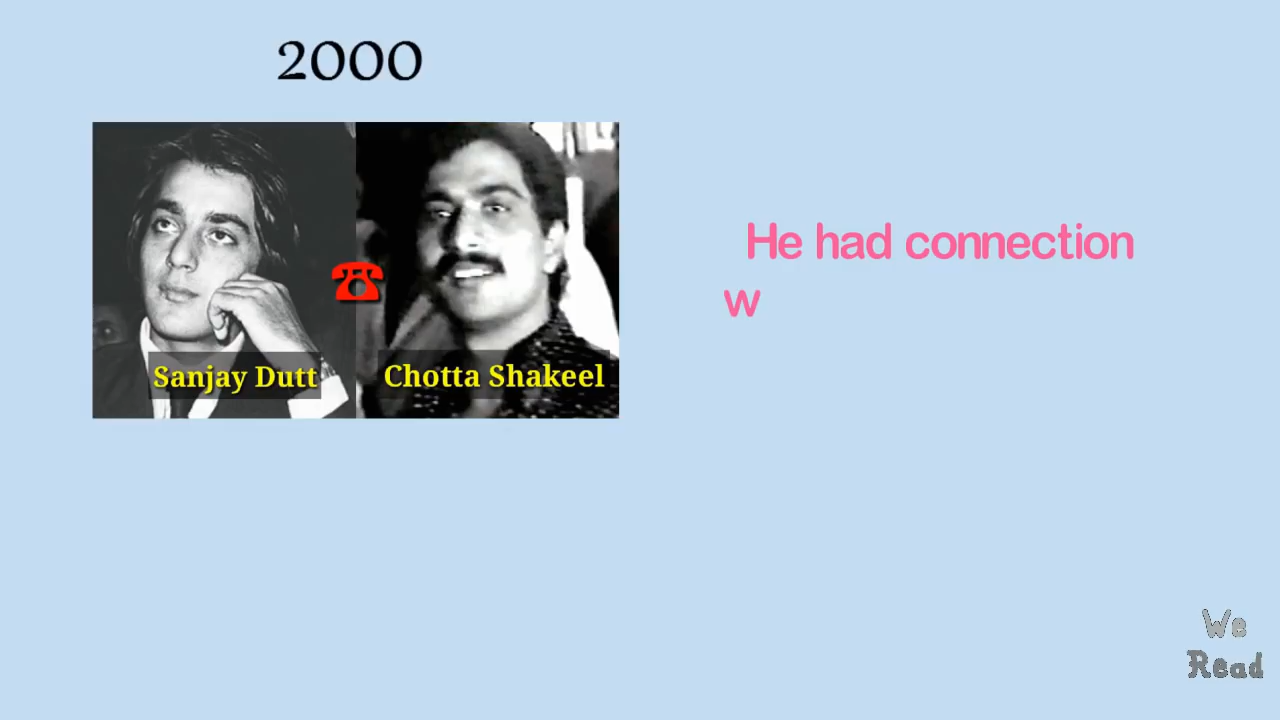 2000
Sanjay Dutt
Chotta Shakeel
He had connection
w
We
Read